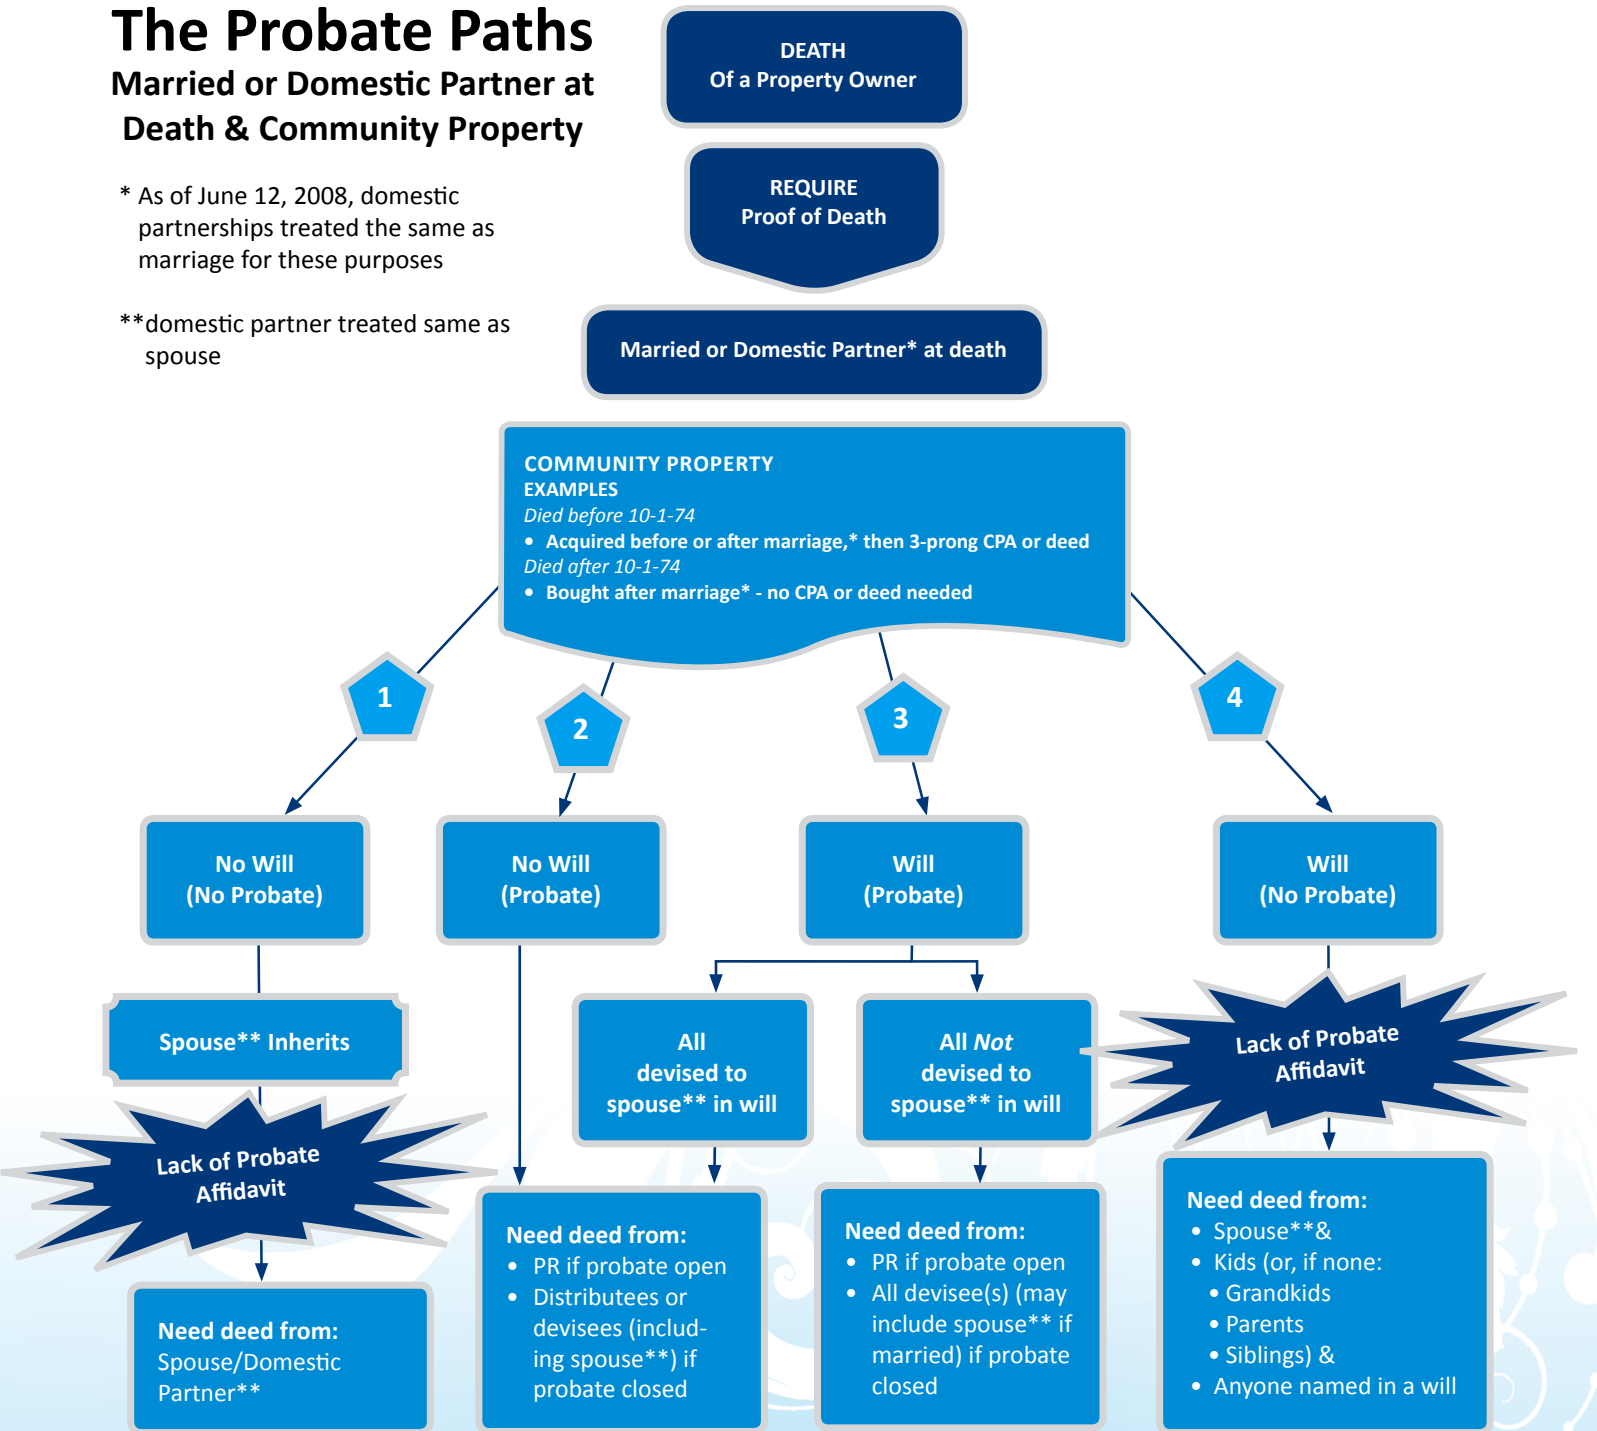 The Probate Paths
Married or Domestic Partner at
Death & Community Property
* As of June 12, 2008, domestic
partnerships treated the same as
marriage for these purposes
**domestic partner treated same as
spouse
DEATH
Of a Property Owner
REQUIRE
Proof of Death
Married or Domestic Partner* at death
COMMUNITY PROPERTY
EXAMPLES
Died before 10-1-74
• Acquired before or after marriage,* then 3-prong CPA or deed
Died after 10-1-74
• Bought after marriage* - no CPA or deed needed
1
2
3
4
No Will
(No Probate)
No Will
(Probate)
Will
(Probate)
Will
(No Probate)
Spouse** Inherits
All
devised to
spouse** in will
All Not
devised to
spouse** in will
Lack of Probate
Affidavit
Lack of Probate
Affidavit
Need deed from:
Spouse/Domestic
Partner**
Need deed from:
• PR if probate open
• Distributees or
devisees (includ-
ing spouse**) if
probate closed
Need deed from:
• PR if probate open
• All devisee(s) (may
include spouse** if
married) if probate
closed
Need deed from:
• Spouse**&
• Kids (or, if none:
• Grandkids
• Parents
• Siblings) &
• Anyone named in a will